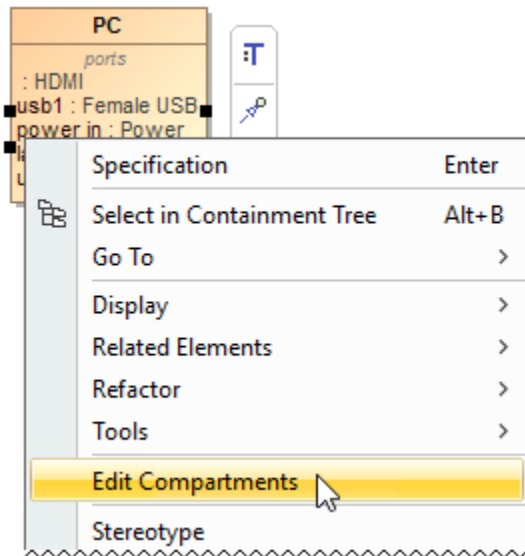 PC
ports
: HDMI
usb1 : Female USB
power in : Power
Specification Enter
Select in Containment Tree Alt+B
Go To
Display
Related Elements
Refactor
Tools
Edit Compartments
Stereotype